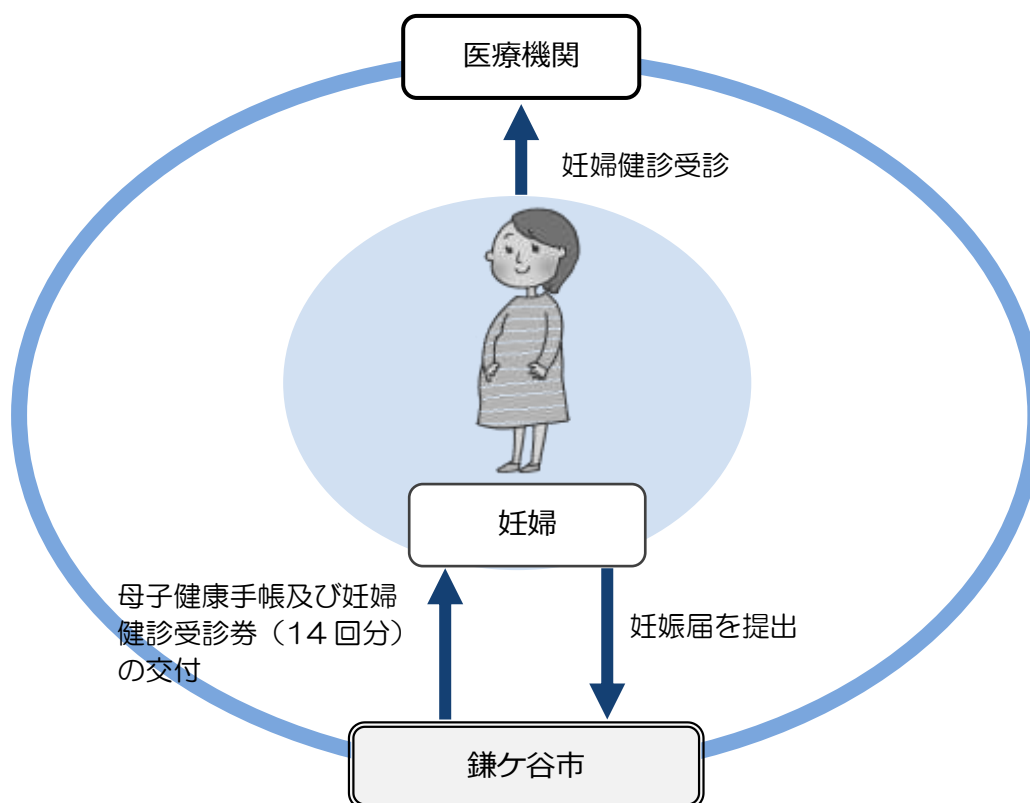 医療機関
妊婦健診受診
妊婦
母子健康手帳及び妊婦
健診受診券（14 回分）
の交付
妊娠届を提出
鎌ケ谷市